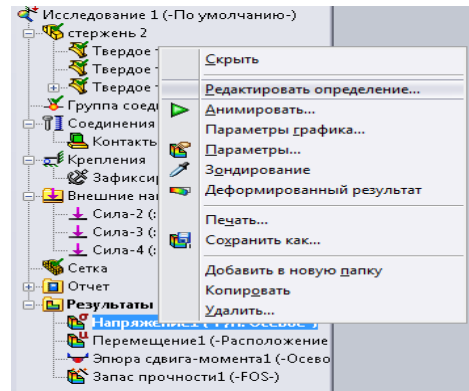 Исследование 1 (-По умолчанию-)
стержень 2
Твердое
Твердое
Твердое
Группа соед
Соединения
Контакть
Крепления
Зафикси
Внешние на
Сила-2 (:
Сила-3 (:
Сила-4 (:
Сетка
Отчет
Результаты
Напряжение1 (-
Перемещение1 (-Расположение
Эпюра сдвига-момента1 (-Осево
Запас прочности1 (-FOS-)
Скрыть
Редактировать определение...
Анимировать...
Параметры графика...
Параметры...
Зондирование
Деформированный результат
Печать...
Сохранить как...
Добавить в новую папку
Копировать
Удалить...